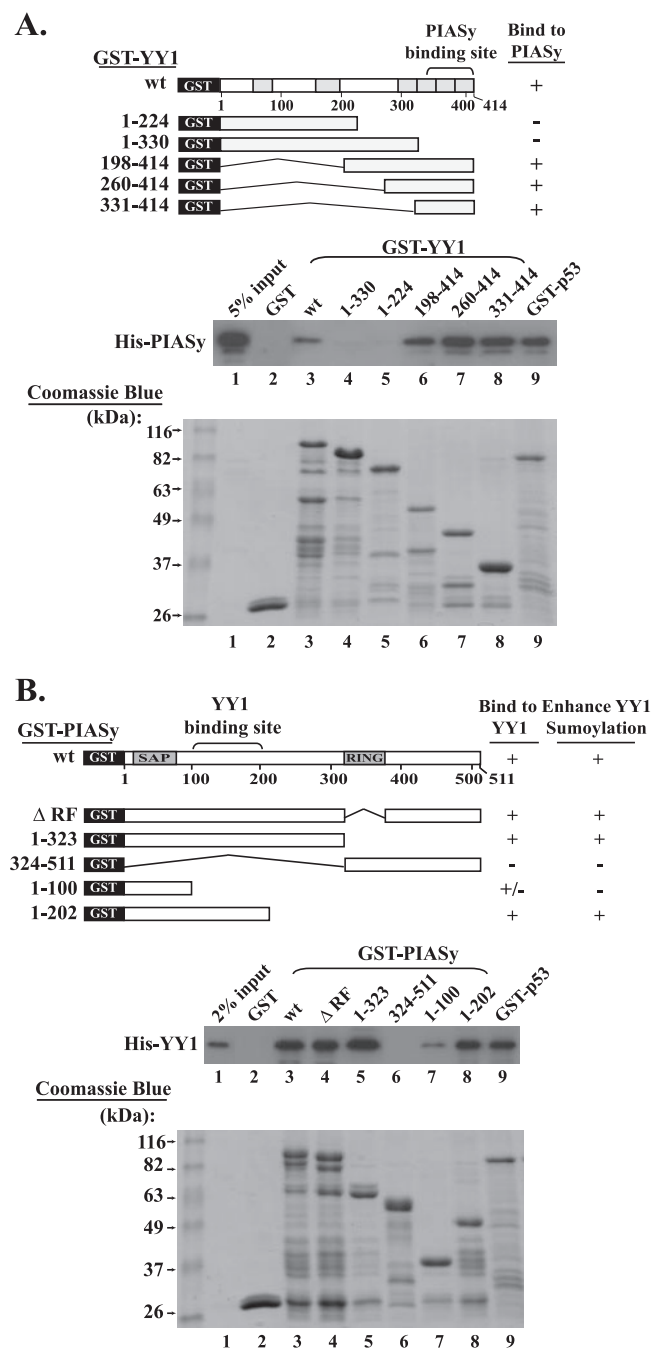 A.
PIASy
binding site
Bind to
PIASy
GST-YY1
wt GST +
1 100 200 300 400 414
1-224 GST -
1-330 GST -
198-414 GST +
260-414 GST +
331-414 GST +
GST-YY1
5% input GST wt 1-330 1-224 198-414 260-414 331-414 GST-p53
His-PIASy
1 2 3 4 5 6 7 8 9
Coomassie Blue
(kDa):
116
82
63
49
37
26
1 2 3 4 5 6 7 8 9
B.
YY1
binding site
Bind to Enhance YY1
YY1 Sumoylation
GST-PIASy
wt GST SAP RING + +
1 100 200 300 400 500 511
Δ RF GST + +
1-323 GST + +
324-511 GST - -
1-100 GST +/- -
1-202 GST + +
GST-PIASy
2% input GST wt Δ RF 1-323 324-511 1-100 1-202 GST-p53
His-YY1
1 2 3 4 5 6 7 8 9
Coomassie Blue
(kDa):
116
82
63
49
37
26
1 2 3 4 5 6 7 8 9